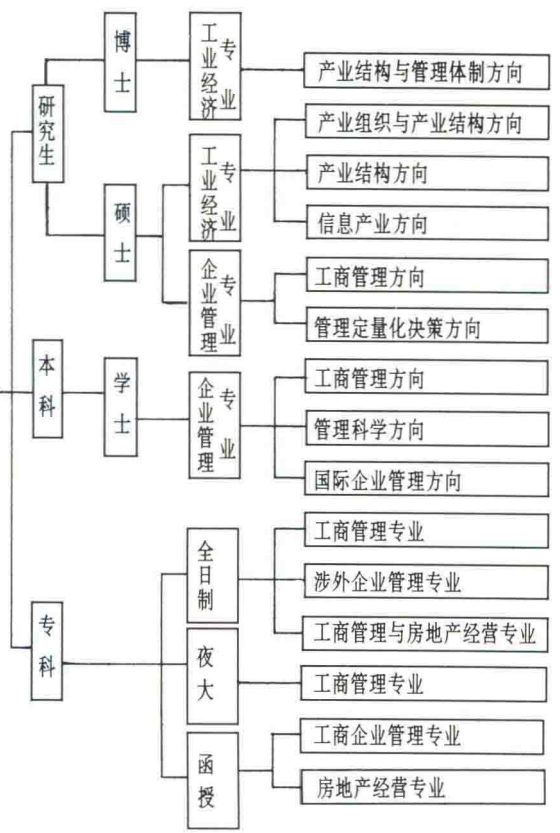 研究生
博士
工业经济专业
产业结构与管理体制方向
硕士
工业经济专业
产业组织与产业结构方向
产业结构方向
信息产业方向
企业管理专业
工商管理方向
管理定量化决策方向
本科
学士
企业管理专业
工商管理方向
管理科学方向
国际企业管理方向
专科
全日制
工商管理专业
涉外企业管理专业
工商管理与房地产经营专业
夜大
工商管理专业
函授
工商企业管理专业
房地产经营专业